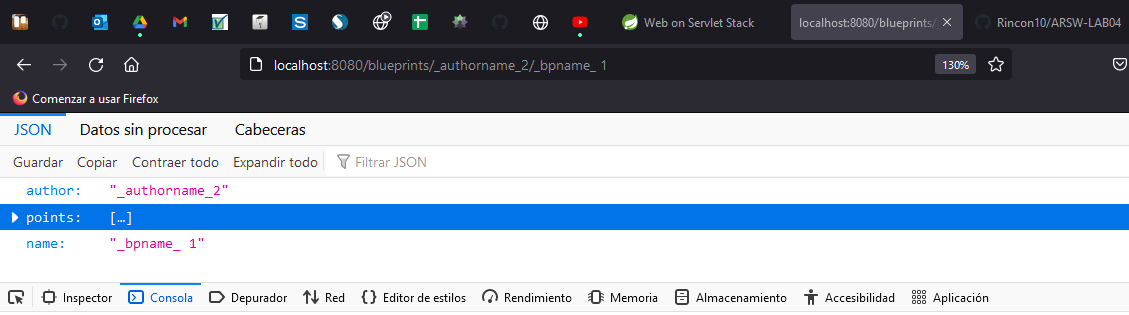 Web on Servlet Stack localhost:8080/blueprints/ Rincon10/ARSW-LAB04
localhost:8080/blueprints/_authorname_2/_bpname_ 1 130%
Comenzar a usar Firefox
JSON Datos sin procesar Cabeceras
Guardar Copiar Contraer todo Expandir todo Filtrar JSON
author: "_authorname_2"
points: […]
name: "_bpname_ 1"
Inspector Consola Depurador Red Editor de estilos Rendimiento Memoria Almacenamiento Accesibilidad Aplicación